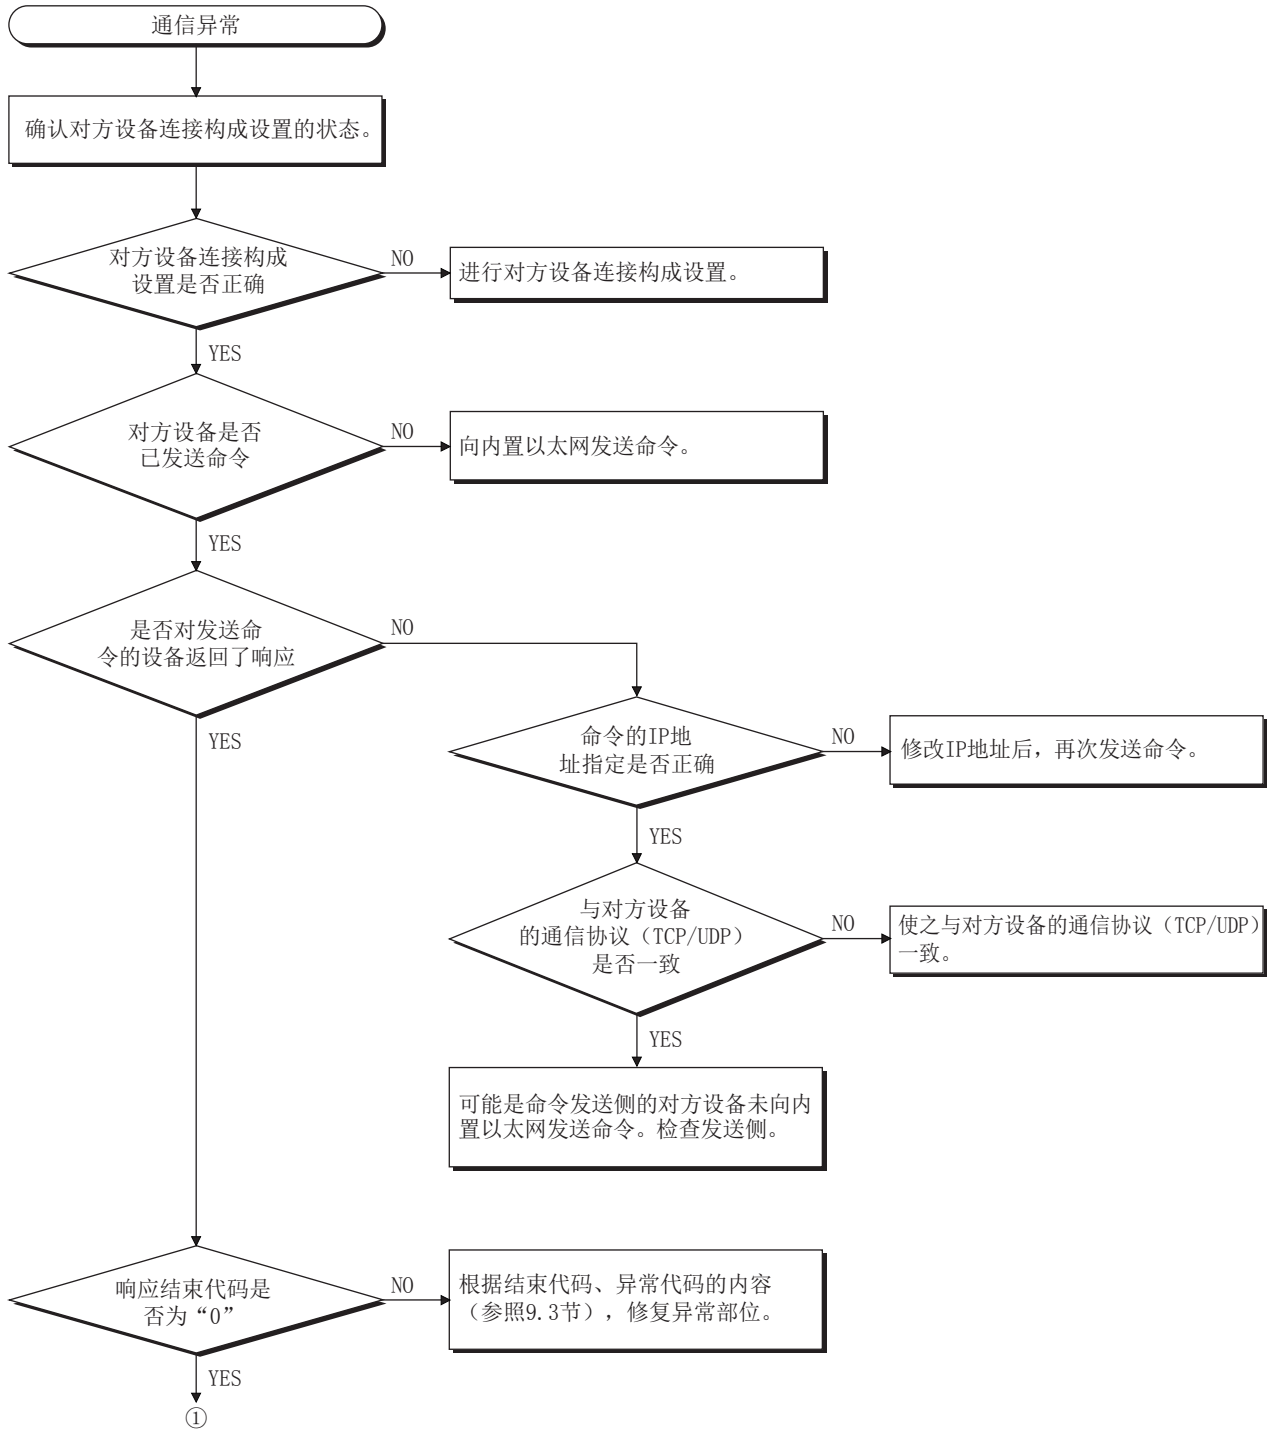 通信异常
确认对方设备连接构成设置的状态。
对方设备连接构成
设置是否正确
NO
进行对方设备连接构成设置。
YES
对方设备是否
已发送命令
NO
向内置以太网发送命令。
YES
是否对发送命
令的设备返回了响应
NO
YES
命令的IP地
址指定是否正确
NO
修改IP地址后，再次发送命令。
YES
与对方设备
的通信协议（TCP/UDP）
是否一致
NO
使之与对方设备的通信协议（TCP/UDP）
一致。
YES
可能是命令发送侧的对方设备未向内
置以太网发送命令。检查发送侧。
响应结束代码是
否为“0”
NO
根据结束代码、异常代码的内容
（参照9.3节），修复异常部位。
YES
①